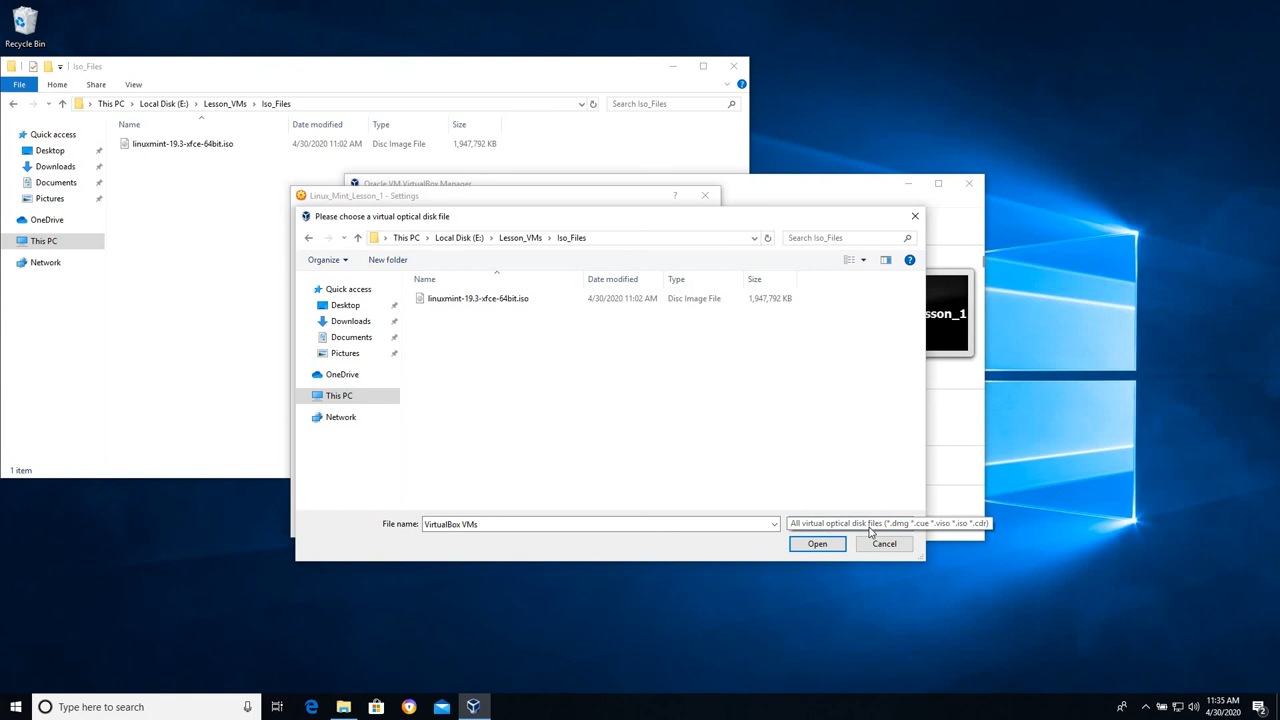 Recycle Bin
Iso_Files
File Home Share View
This PC Local Disk (E:) Lesson_VMs Iso_Files Search Iso_Files
Name Date modified Type Size
linuxmint-19.3-xfce-64bit.iso 4/30/2020 11:02 AM Disc Image File 1,947,792 KB
Quick access
Desktop
Downloads
Documents
Pictures
OneDrive
This PC
Network
1 item
Oracle VM VirtualBox Manager
Linux_Mint_Lesson_1 - Settings
Please choose a virtual optical disk file
This PC Local Disk (E:) Lesson_VMs Iso_Files Search Iso_Files
Organize New folder
Name Date modified Type Size
linuxmint-19.3-xfce-64bit.iso 4/30/2020 11:02 AM Disc Image File 1,947,792 KB
Quick access
Desktop
Downloads
Documents
Pictures
OneDrive
This PC
Network
sson_1
File name: VirtualBox VMs All virtual optical disk files (*.dmg *.cue *.viso *.iso *.cdr)
Open Cancel
Type here to search
11:35 AM
4/30/2020
2